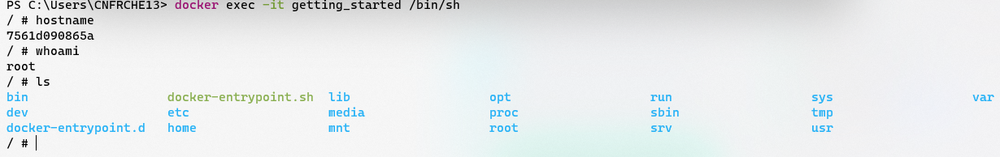 PS C:\Users\CNFRCHE13> docker exec -it getting_started /bin/sh
/ # hostname
7561d090865a
/ # whoami
root
/ # ls
bin docker-entrypoint.sh lib opt run sys var
dev etc media proc sbin tmp
docker-entrypoint.d home mnt root srv usr
/ #